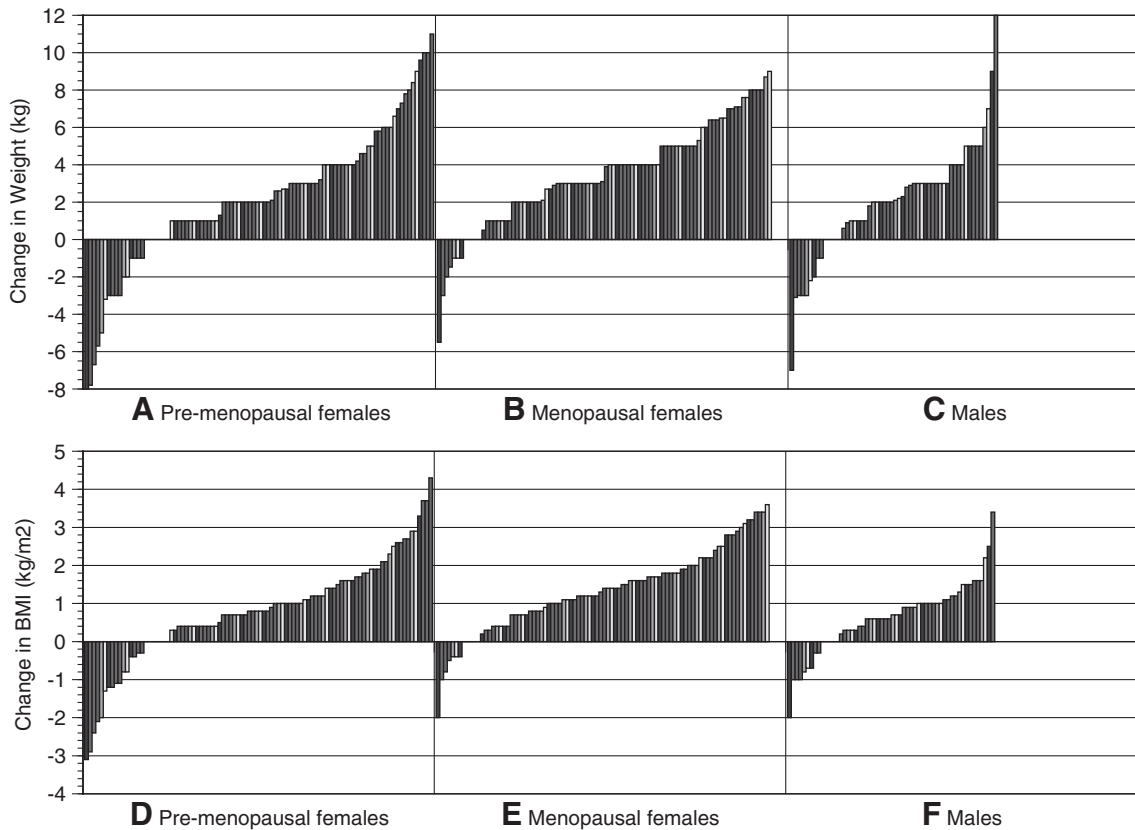 Change in Weight (kg)
12
10
8
6
4
2
0
-2
-4
-6
-8
A Pre-menopausal females
B Menopausal females
C Males
Change in BMI (kg/m2)
5
4
3
2
1
0
-1
-2
-3
-4
D Pre-menopausal females
E Menopausal females
F Males